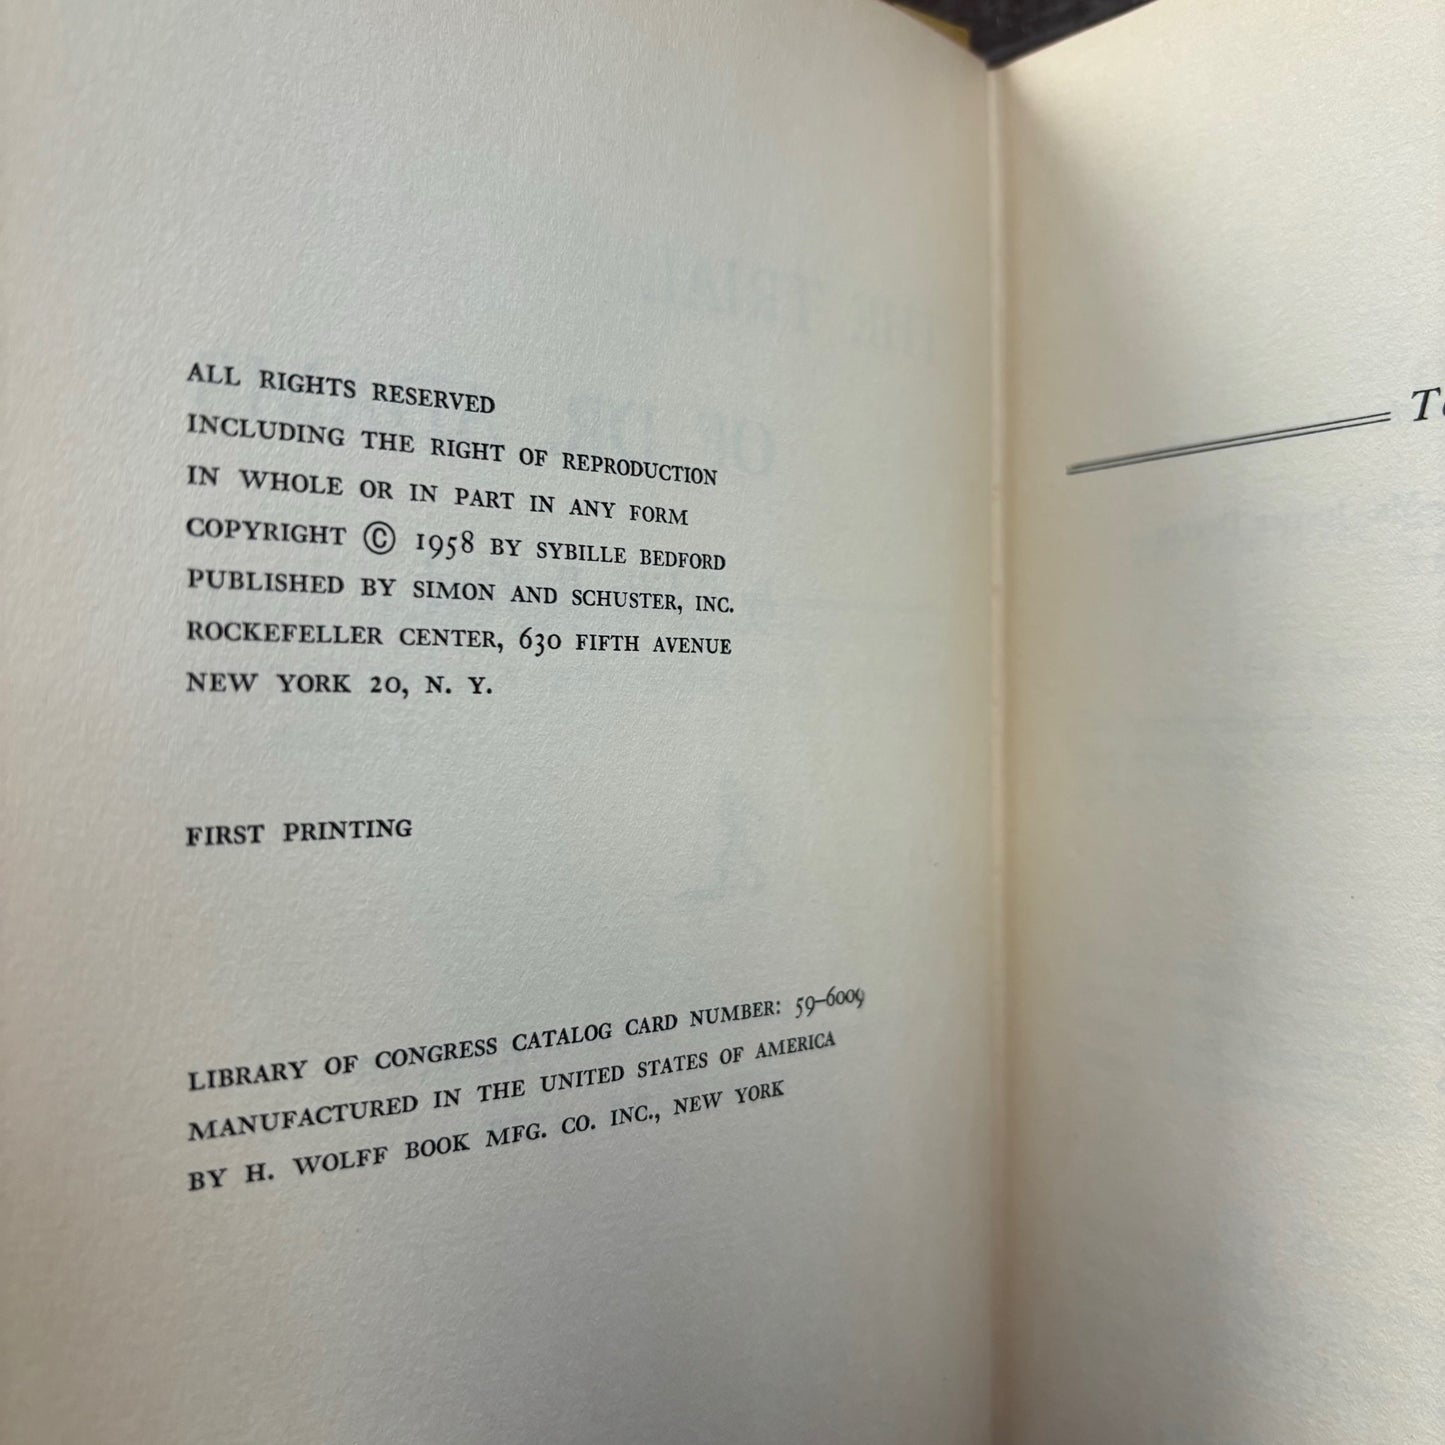 ALL RIGHTS RESERVED
INCLUDING THE RIGHT OF REPRODUCTION
IN WHOLE OR IN PART IN ANY FORM
COPYRIGHT © 1958 BY SYBILLE BEDFORD
PUBLISHED BY SIMON AND SCHUSTER, INC.
ROCKEFELLER CENTER, 630 FIFTH AVENUE
NEW YORK 20, N. Y.
FIRST PRINTING
LIBRARY OF CONGRESS CATALOG CARD NUMBER: 59–6009
MANUFACTURED IN THE UNITED STATES OF AMERICA
BY H. WOLFF BOOK MFG. CO. INC., NEW YORK